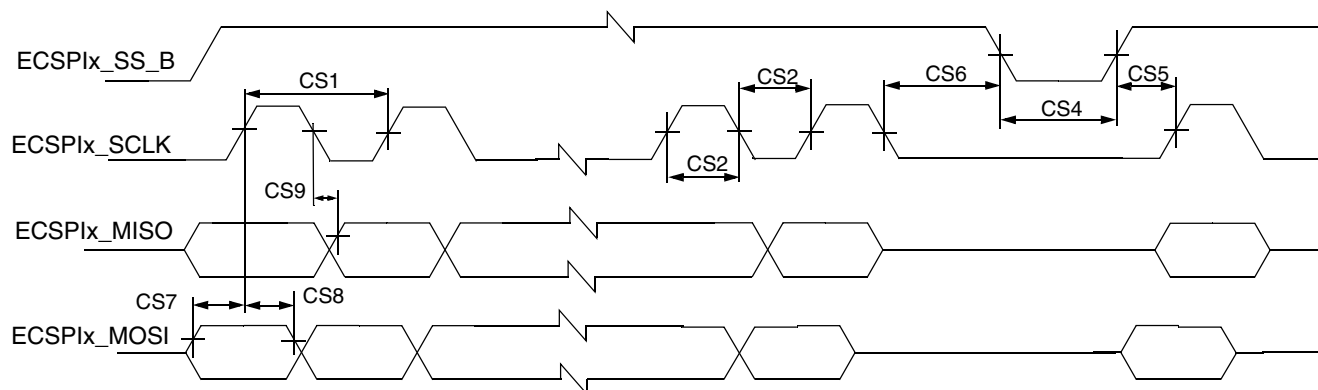 ECSPIx_SS_B
CS1
CS2
CS6
CS5
CS4
ECSPIx_SCLK
CS2
CS9
ECSPIx_MISO
CS7
CS8
ECSPIx_MOSI